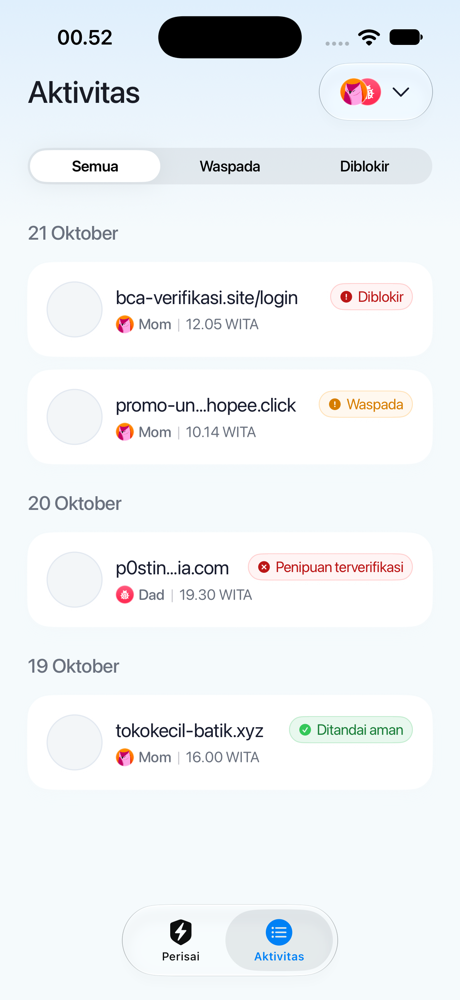 00.52
Aktivitas
Semua
Waspada
Diblokir
21 Oktober
bca-verifikasi.site/login
Diblokir
Mom | 12.05 WITA
promo-un...hopee.click
Waspada
Mom | 10.14 WITA
20 Oktober
p0stin...ia.com
Penipuan terverifikasi
Dad | 19.30 WITA
19 Oktober
tokokecil-batik.xyz
Ditandai aman
Mom | 16.00 WITA
Perisai
Aktivitas